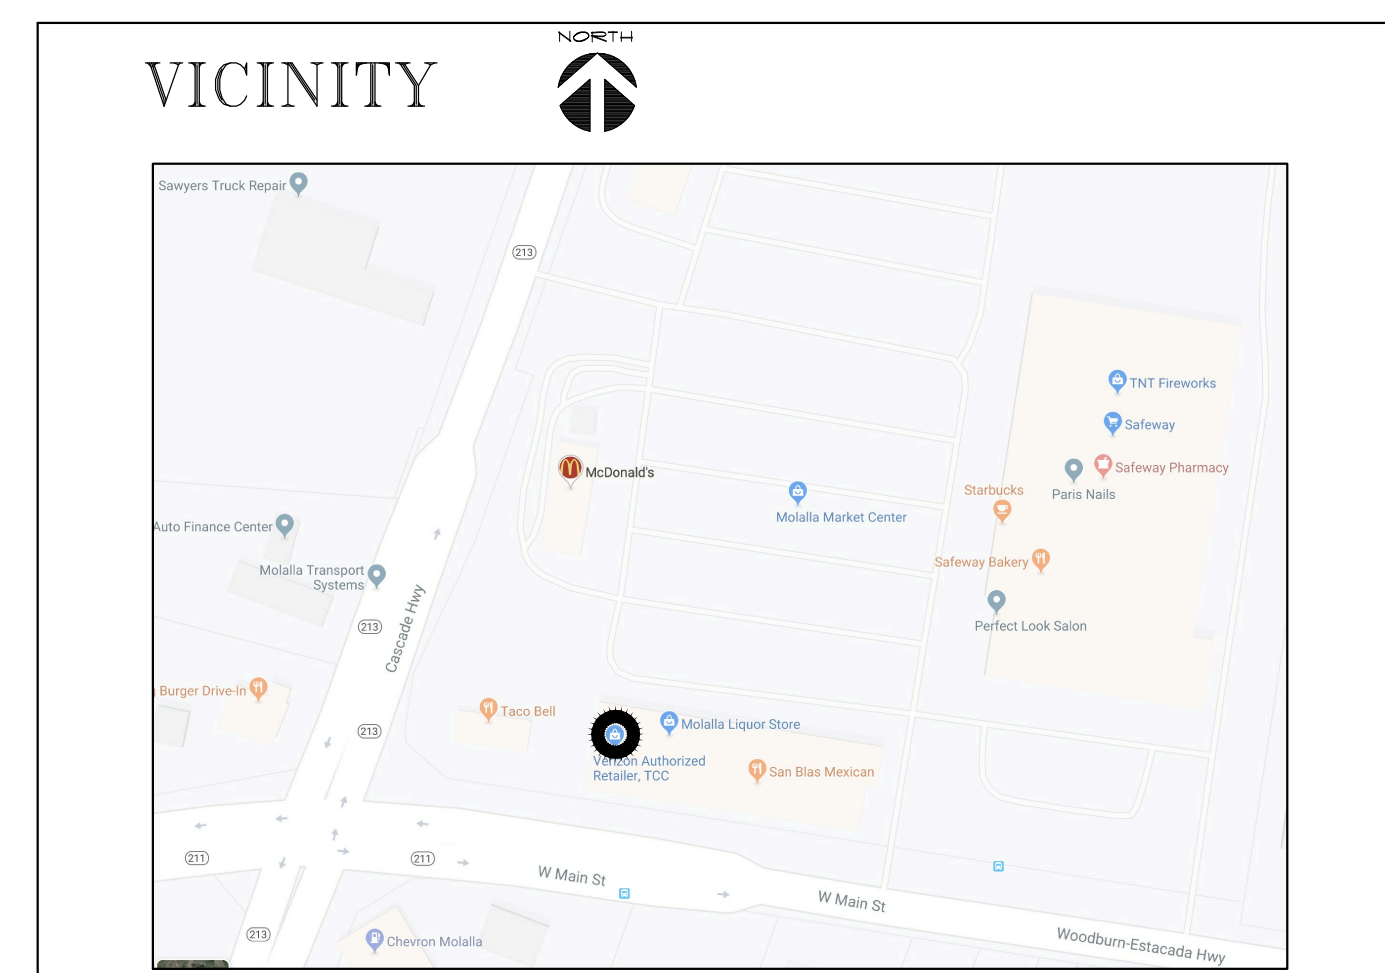 NORTH
VICINITY
Sawyers Truck Repair
213
TNT Fireworks
Safeway
McDonald's
Safeway Pharmacy
Paris Nails
Starbucks
Molalla Market Center
Auto Finance Center
Safeway Bakery
Molalla Transport
Systems
213
Cascade Hwy
Perfect Look Salon
Burger Drive-In
Taco Bell
Molalla Liquor Store
213
Verizon Authorized
Retailer, TCC
San Blas Mexican
211
211
W Main St
W Main St
213
Chevron Molalla
Woodburn-Estacada Hwy